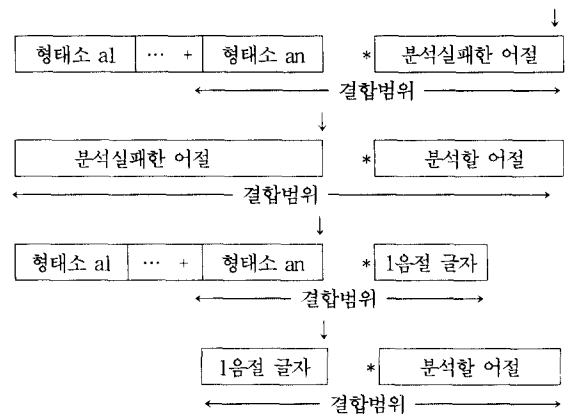 형태소 a1 … + 형태소 an * 분석실패한 어절
결합범위
분석실패한 어절 * 분석할 어절
결합범위
형태소 a1 … + 형태소 an * 1음절 글자
결합범위
1음절 글자 * 분석할 어절
결합범위